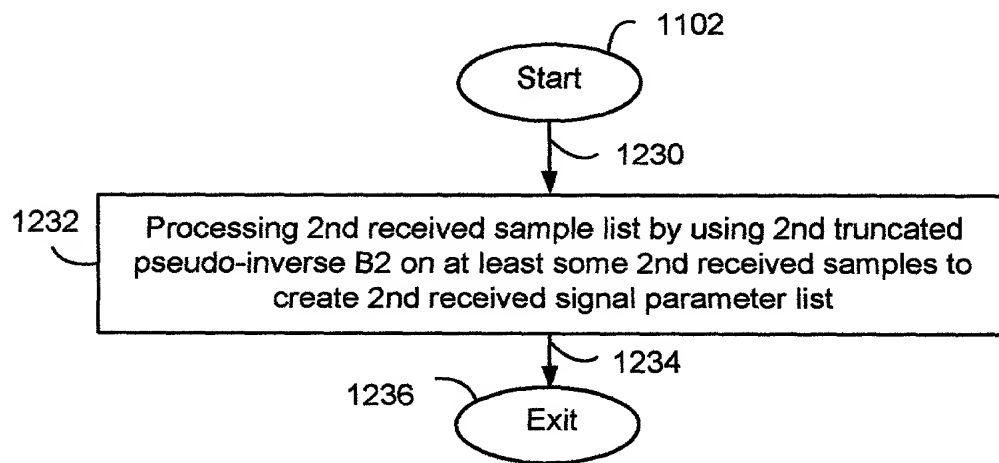 1102
Start
1230
1232
Processing 2nd received sample list by using 2nd truncated
pseudo-inverse B2 on at least some 2nd received samples to
create 2nd received signal parameter list
1234
1236
Exit